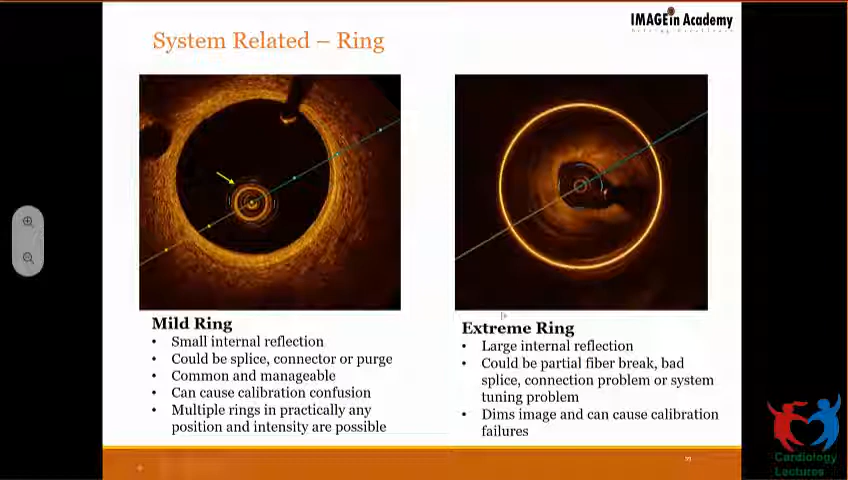 IMAGEin Academy
System Related – Ring
Mild Ring
• Small internal reflection
• Could be splice, connector or purge
• Common and manageable
• Can cause calibration confusion
• Multiple rings in practically any
position and intensity are possible
Extreme Ring
• Large internal reflection
• Could be partial fiber break, bad
splice, connection problem or system
tuning problem
• Dims image and can cause calibration
failures
Cardiology
Lectures